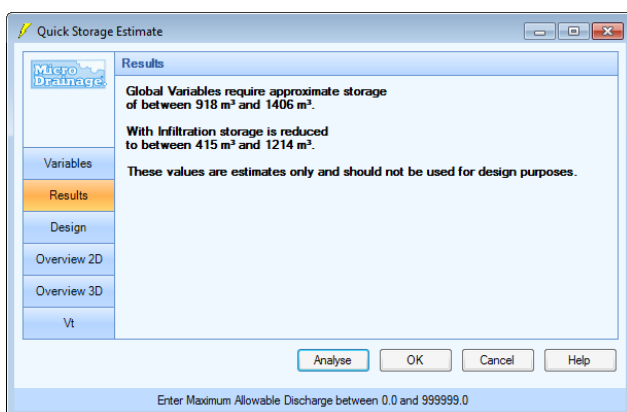 Quick Storage Estimate
Micro
Drainage
Results
Global Variables require approximate storage
of between 918 m³ and 1406 m³.
With Infiltration storage is reduced
to between 415 m³ and 1214 m³.
These values are estimates only and should not be used for design purposes.
Variables
Results
Design
Overview 2D
Overview 3D
Vt
Analyse
OK
Cancel
Help
Enter Maximum Allowable Discharge between 0.0 and 999999.0